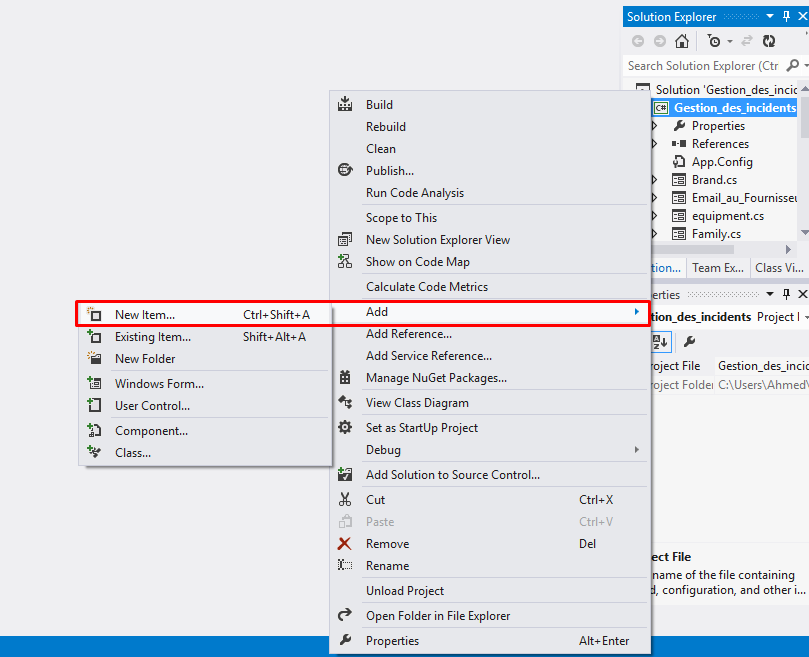 Solution Explorer
Search Solution Explorer (Ctr
Solution 'Gestion_des_incid
C# Gestion_des_incidents
Properties
References
App.Config
Brand.cs
Email_au_Fournisseu
equipment.cs
Family.cs
tion... Team Ex... Class Vi...
erties
tion_des_incidents Project
roject File Gestion_des_incid
roject Folder C:\Users\Ahmed\
ect File
name of the file containing
d, configuration, and other i...
Build
Rebuild
Clean
Publish...
Run Code Analysis
Scope to This
New Solution Explorer View
Show on Code Map
Calculate Code Metrics
Add
Add Reference...
Add Service Reference...
Manage NuGet Packages...
View Class Diagram
Set as StartUp Project
Debug
Add Solution to Source Control...
Cut Ctrl+X
Paste Ctrl+V
Remove Del
Rename
Unload Project
Open Folder in File Explorer
Properties Alt+Enter
New Item... Ctrl+Shift+A
Existing Item... Shift+Alt+A
New Folder
Windows Form...
User Control...
Component...
Class...